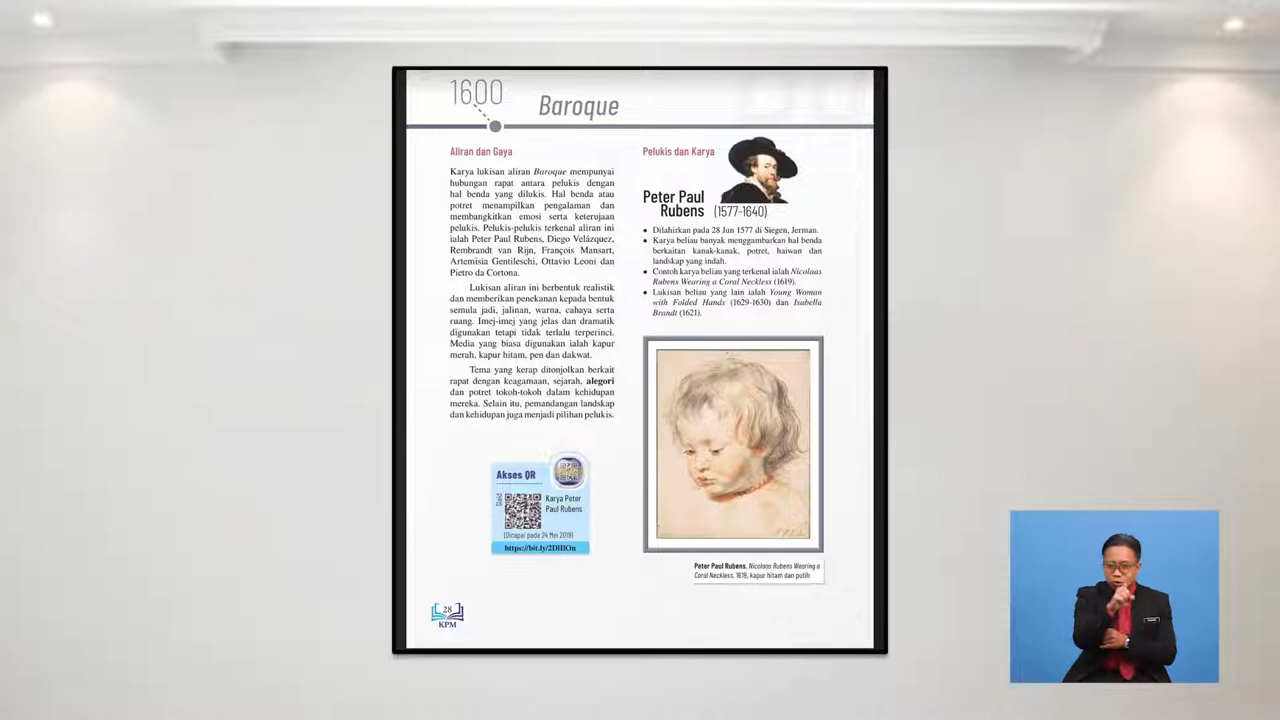 1600
Baroque
Aliran dan Gaya
Karya lukisan aliran Baroque mempunyai
hubungan rapat antara pelukis dengan
hal benda yang dilukis. Hal benda atau
potret menampilkan pengalaman dan
membangkitkan emosi serta keterujaan
pelukis. Pelukis-pelukis terkenal aliran ini
ialah Peter Paul Rubens, Diego Velázquez,
Rembrandt van Rijn, François Mansart,
Artemisia Gentileschi, Ottavio Leoni dan
Pietro da Cortona.
Lukisan aliran ini berbentuk realistik
dan memberikan penekanan kepada bentuk
semula jadi, jalinan, warna, cahaya serta
ruang. Imej-imej yang jelas dan dramatik
digunakan tetapi tidak terlalu terperinci.
Media yang biasa digunakan ialah kapur
merah, kapur hitam, pen dan dakwat.
Tema yang kerap ditonjolkan berkait
rapat dengan keagamaan, sejarah, alegori
dan potret tokoh-tokoh dalam kehidupan
mereka. Selain itu, pemandangan landskap
dan kehidupan juga menjadi pilihan pelukis.
Akses QR
Slaid
Karya Peter
Paul Rubens
(Dicapai pada 24 Mei 2019)
28
KPM
Pelukis dan Karya
Peter Paul
Rubens (1577-1640)
• Dilahirkan pada 28 Jun 1577 di Siegen, Jerman.
• Karya beliau banyak menggambarkan hal benda
berkaitan kanak-kanak, potret, haiwan dan
landskap yang indah.
• Contoh karya beliau yang terkenal ialah Nicolaas
Rubens Wearing a Coral Neckless (1619).
• Lukisan beliau yang lain ialah Young Woman
with Folded Hands (1629-1630) dan Isabella
Brandt (1621).
Peter Paul Rubens, Nicolaas Rubens Wearing a
Coral Neckless, 1619, kapur hitam dan putih